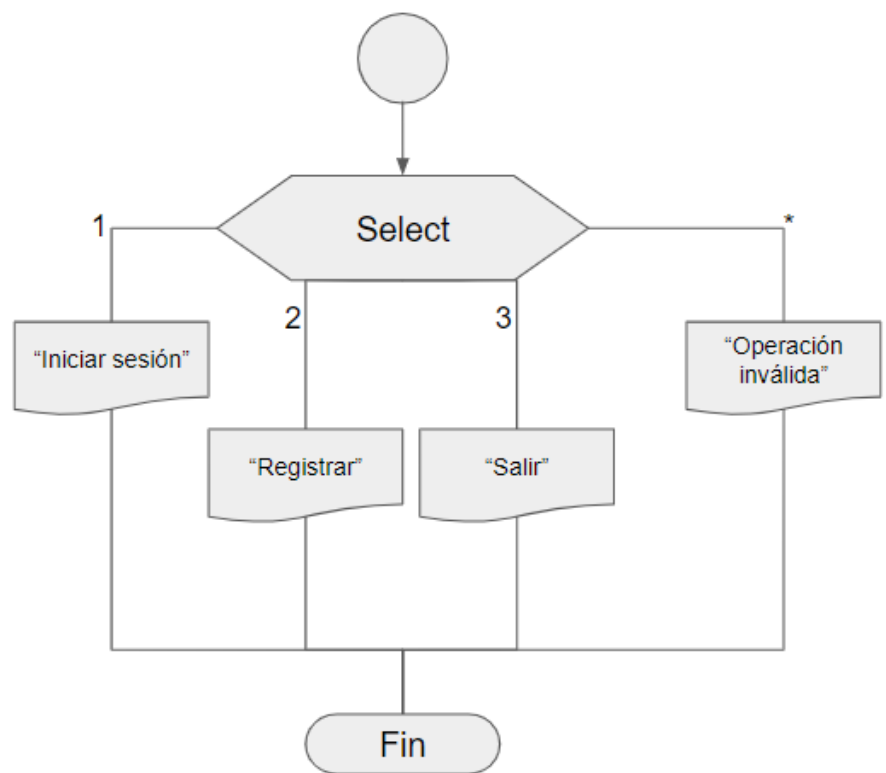 Select
1
*
2
3
“Iniciar sesión”
“Operación
inválida”
“Registrar”
“Salir”
Fin